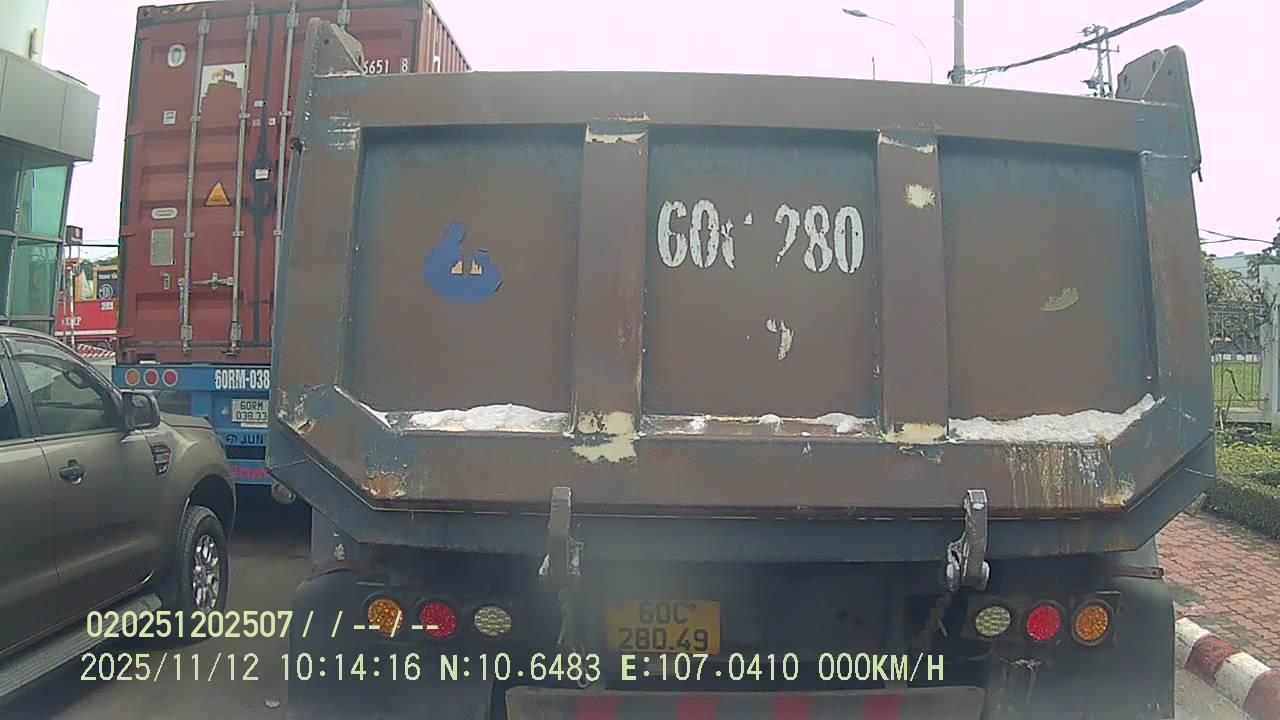 6651 8
60C 280
60RM-038
60RM
038.33
JUN
60C
280.49
020251202507/ / -- / --
2025/11/12 10:14:16 N:10.6483 E:107.0410 000KM/H